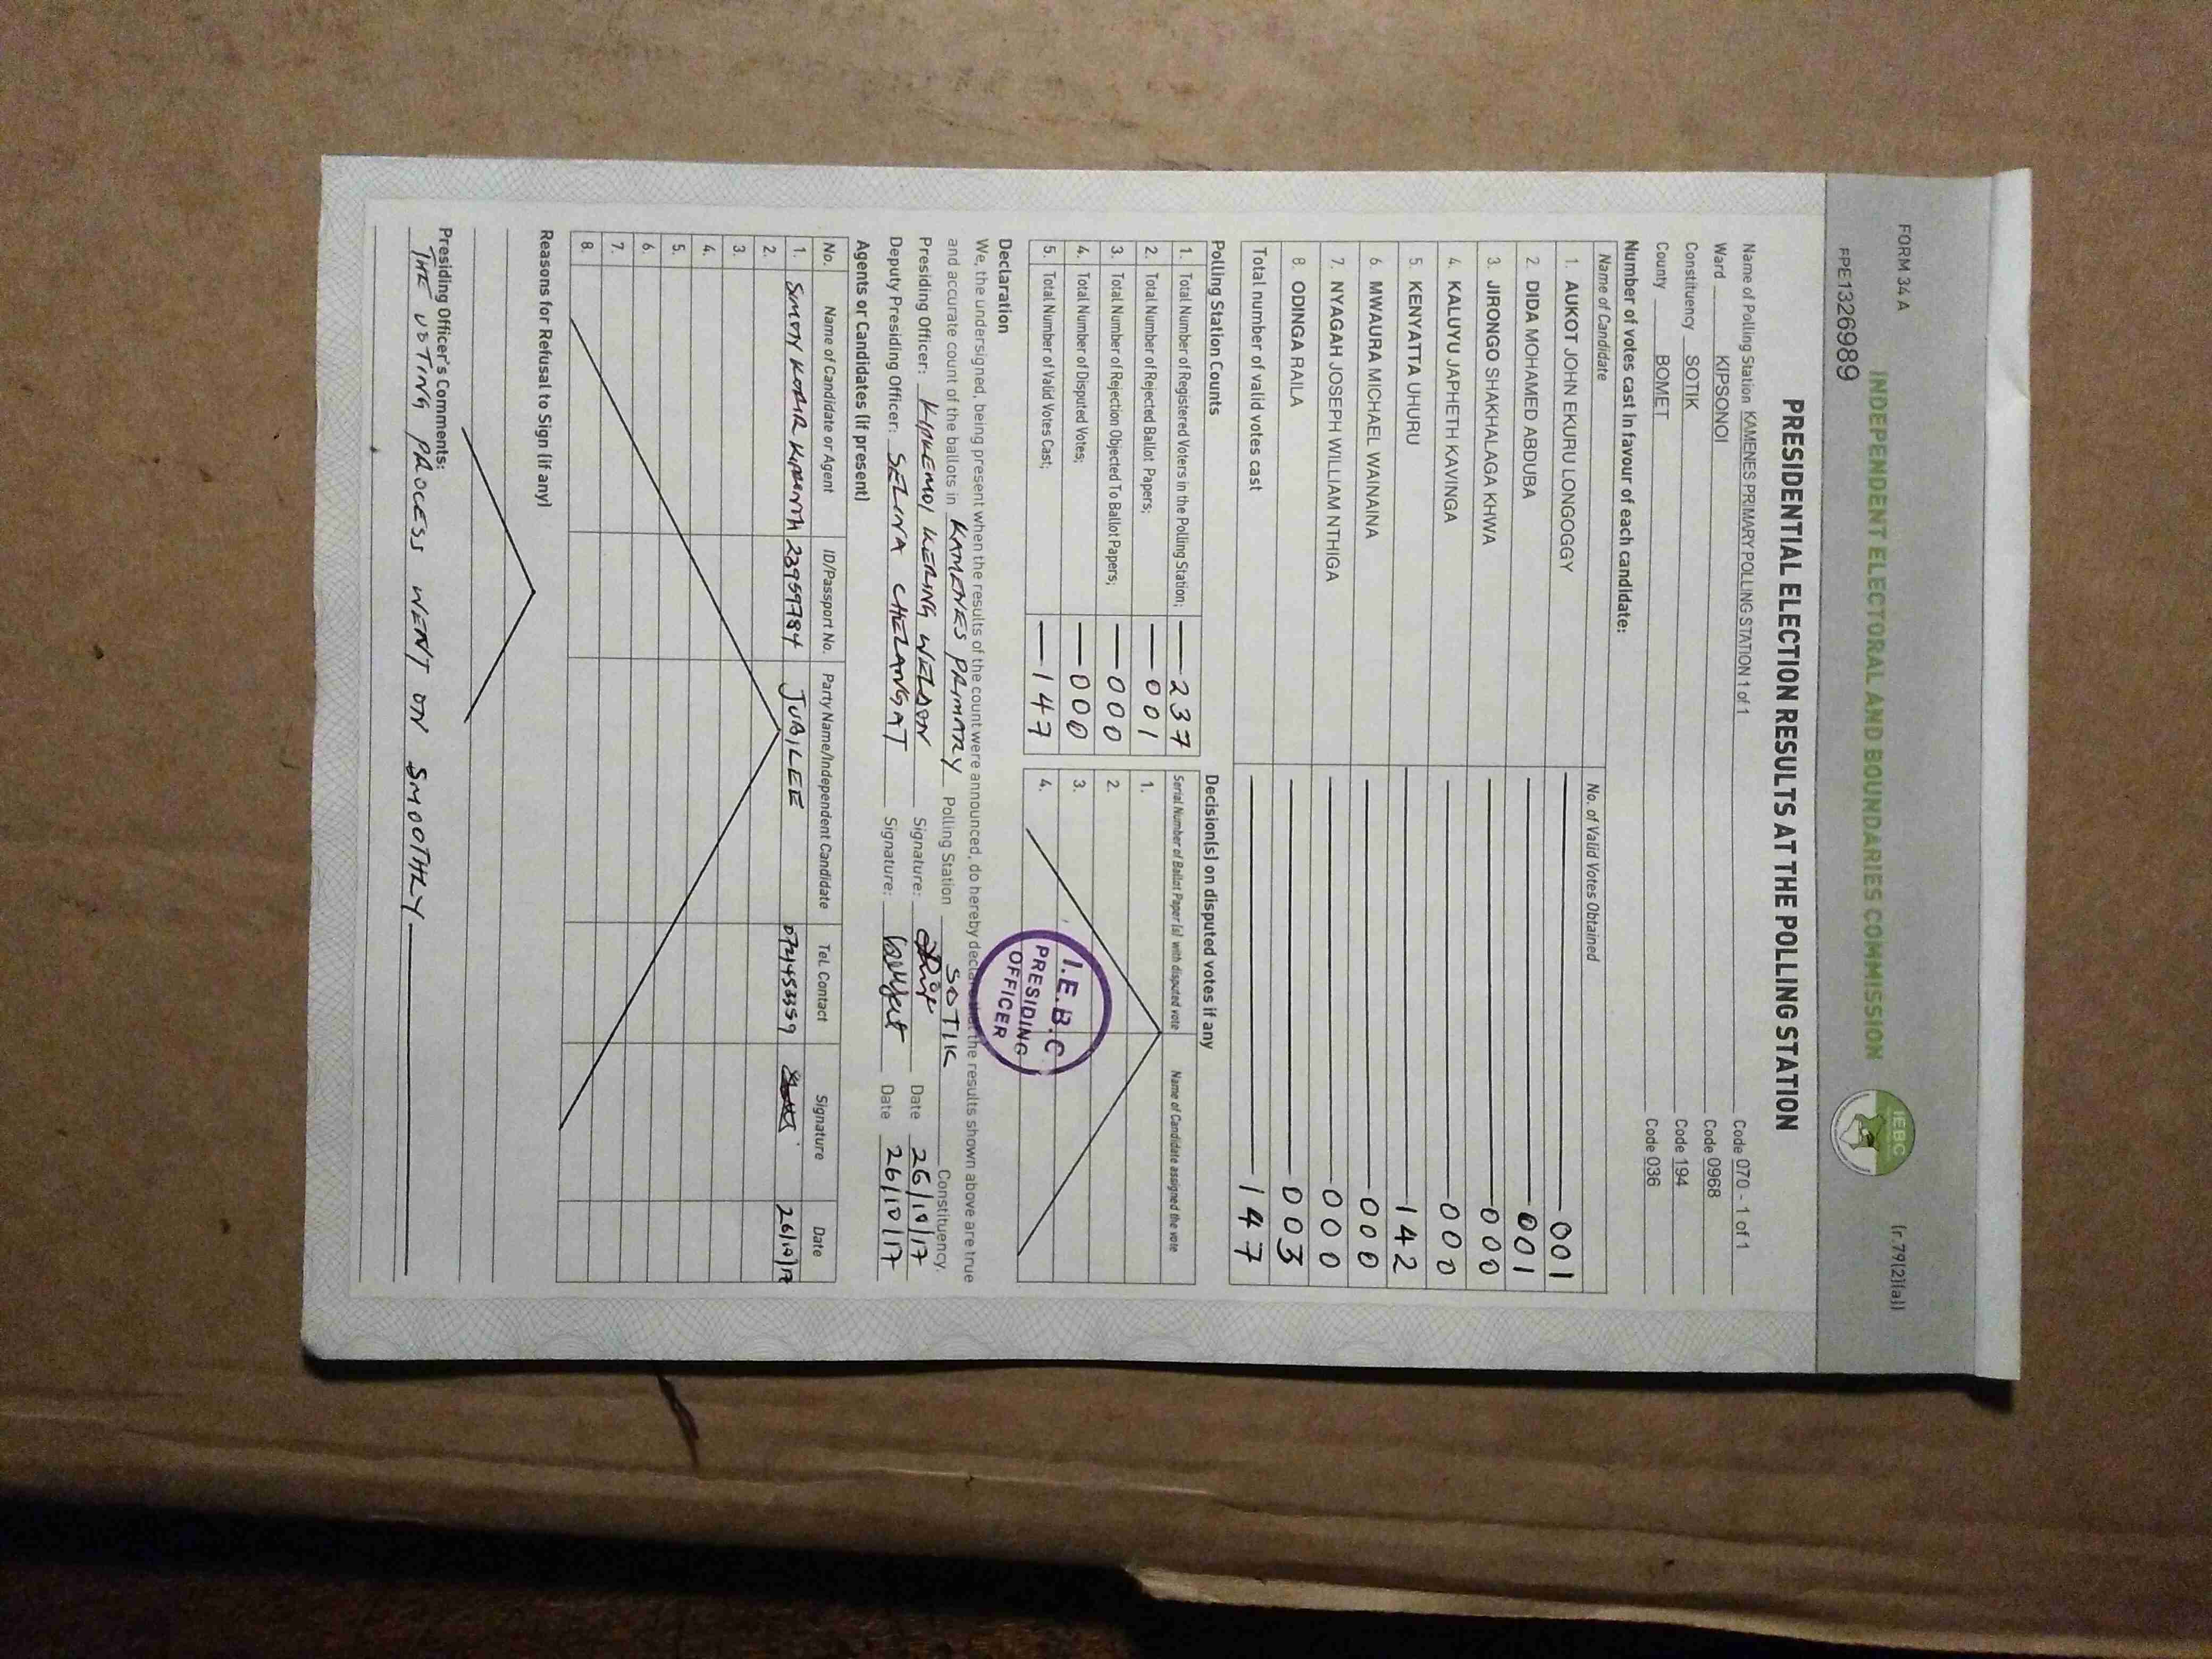 FORM 34 A
(r.79(2)(a))
INDEPENDENT ELECTORAL AND BOUNDARIES COMMISSION
IEBC
FPE1326989
PRESIDENTIAL ELECTION RESULTS AT THE POLLING STATION
Name of Polling Station KAMENES PRIMARY POLLING STATION 1 of 1 Code 070 - 1 of 1
Ward KIPSONOI Code 0968
Constituency SOTIK Code 194
County BOMET Code 036
Number of votes cast in favour of each candidate:
Name of Candidate No. of Valid Votes Obtained
1. AUKOT JOHN EKURU LONGOGGY 001
2. DIDA MOHAMED ABDUBA 001
3. JIRONGO SHAKHALAGA KHWA 000
4. KALUYU JAPHETH KAVINGA 000
5. KENYATTA UHURU 142
6. MWAURA MICHAEL WAINAINA 000
7. NYAGAH JOSEPH WILLIAM NTHIGA 000
8. ODINGA RAILA 003
Total number of valid votes cast 147
Polling Station Counts
1. Total Number of Registered Voters in the Polling Station; 237
2. Total Number of Rejected Ballot Papers; 001
3. Total Number of Rejection Objected To Ballot Papers; 000
4. Total Number of Disputed Votes; 000
5. Total Number of Valid Votes Cast; 147
Decision(s) on disputed votes if any
Serial Number of Ballot Paper (s) with disputed vote Name of Candidate assigned the vote
1.
2.
3.
4.
I.E.B.C
PRESIDING
OFFICER
Declaration
We, the undersigned, being present when the results of the count were announced, do hereby declare that the results shown above are true
and accurate count of the ballots in KAMENES PRIMARY Polling Station SOTIK Constituency.
Presiding Officer: KIPKEMOI KERING WELDON Signature: Date 26/10/17
Deputy Presiding Officer: SELINA CHELANGAT Signature: Date 26/10/17
Agents or Candidates (if present)
No. Name of Candidate or Agent ID/Passport No. Party Name/Independent Candidate Tel. Contact Signature Date
1. SIMON KORIR 23959784 JUBILEE 0721453359 26/10/17
2.
3.
4.
5.
6.
7.
8.
Reasons for Refusal to Sign (if any)
Presiding Officer's Comments:
THE VOTING PROCESS WENT ON SMOOTHLY